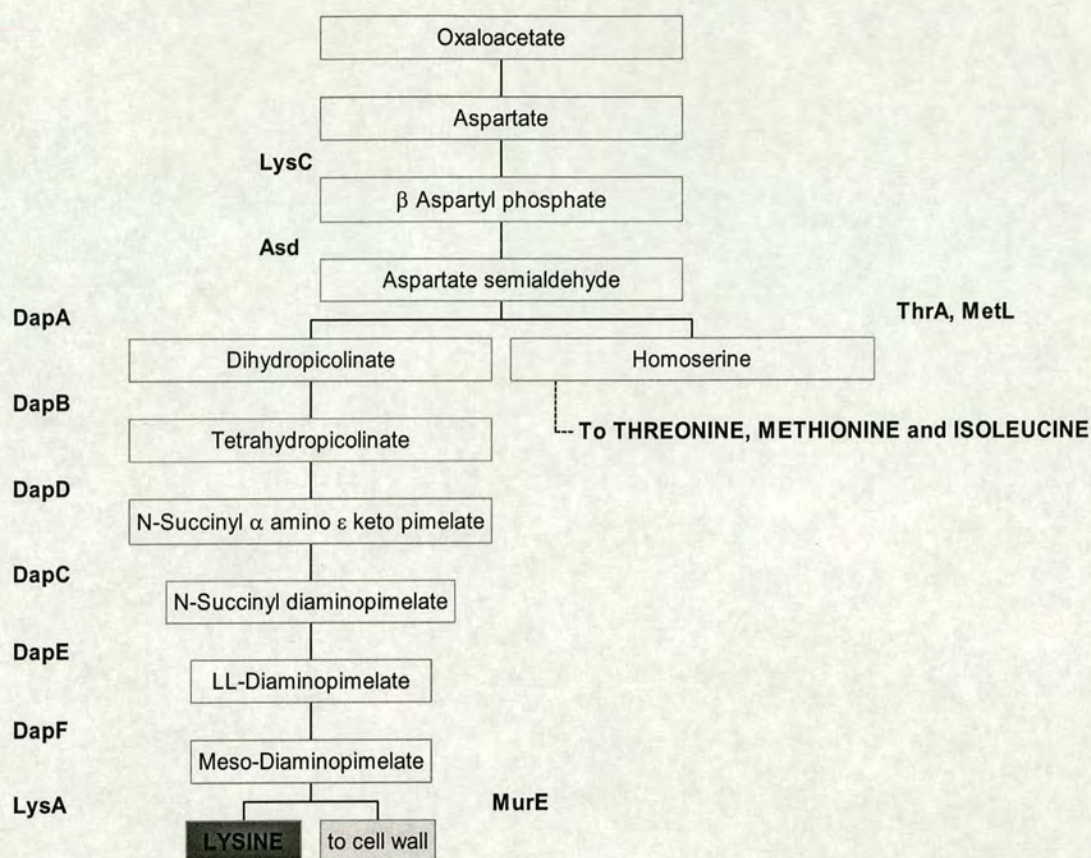 Oxaloacetate
Aspartate
LysC
β Aspartyl phosphate
Asd
Aspartate semialdehyde
DapA
ThrA, MetL
Dihydropicolinate
Homoserine
DapB
To THREONINE, METHIONINE and ISOLEUCINE
Tetrahydropicolinate
DapD
N-Succinyl α amino ε keto pimelate
DapC
N-Succinyl diaminopimelate
DapE
LL-Diaminopimelate
DapF
Meso-Diaminopimelate
LysA
MurE
LYSINE
to cell wall